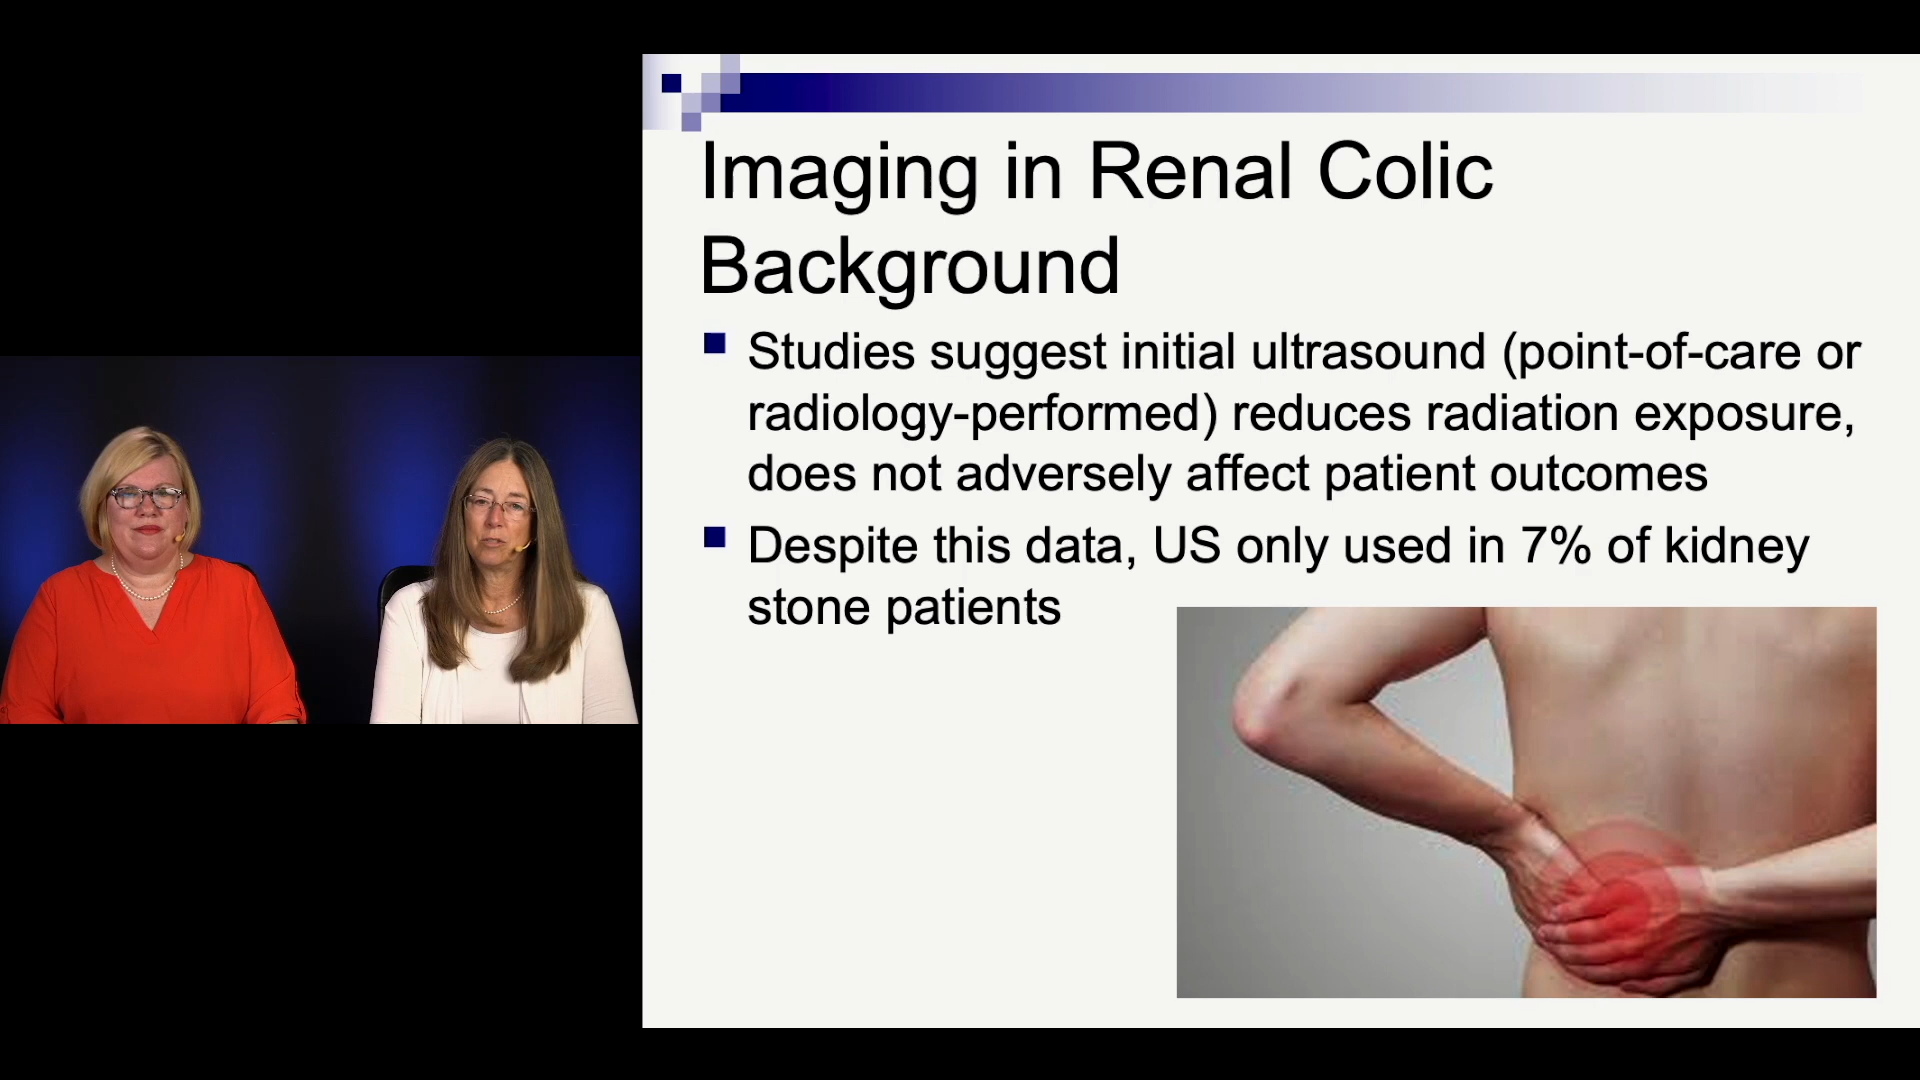 Imaging in Renal Colic
Background
Studies suggest initial ultrasound (point-of-care or
radiology-performed) reduces radiation exposure,
does not adversely affect patient outcomes
Despite this data, US only used in 7% of kidney
stone patients